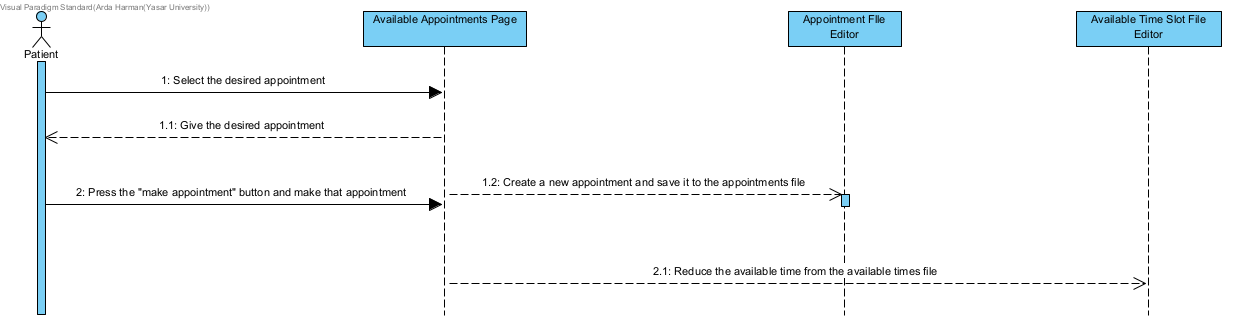 Visual Paradigm Standard(Arda Harman(Yasar University))
Patient
Available Appointments Page
Appointment FIle
Editor
Available Time Slot File
Editor
1: Select the desired appointment
1.1: Give the desired appointment
1.2: Create a new appointment and save it to the appointments file
2: Press the "make appointment" button and make that appointment
2.1: Reduce the available time from the available times file